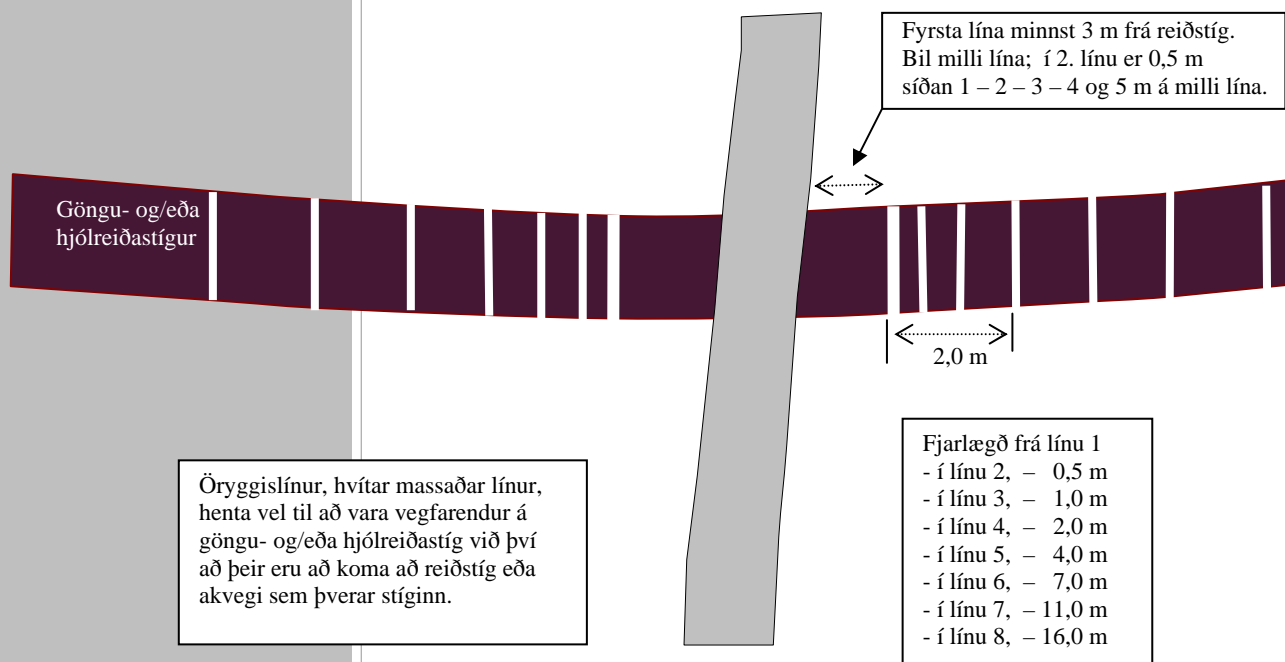 Fyrsta lína minnst 3 m frá reiðstíg.
Bil milli lína; í 2. línu er 0,5 m
síðan 1 – 2 – 3 – 4 og 5 m á milli lína.
Göngu- og/eða
hjólreiðastígur
2,0 m
Öryggislínur, hvítar massaðar línur,
henta vel til að vara vegfarendur á
göngu- og/eða hjólreiðastíg við því
að þeir eru að koma að reiðstíg eða
akvegi sem þverar stíginn.
Fjarlægð frá línu 1
- í línu 2, – 0,5 m
- í línu 3, – 1,0 m
- í línu 4, – 2,0 m
- í línu 5, – 4,0 m
- í línu 6, – 7,0 m
- í línu 7, – 11,0 m
- í línu 8, – 16,0 m